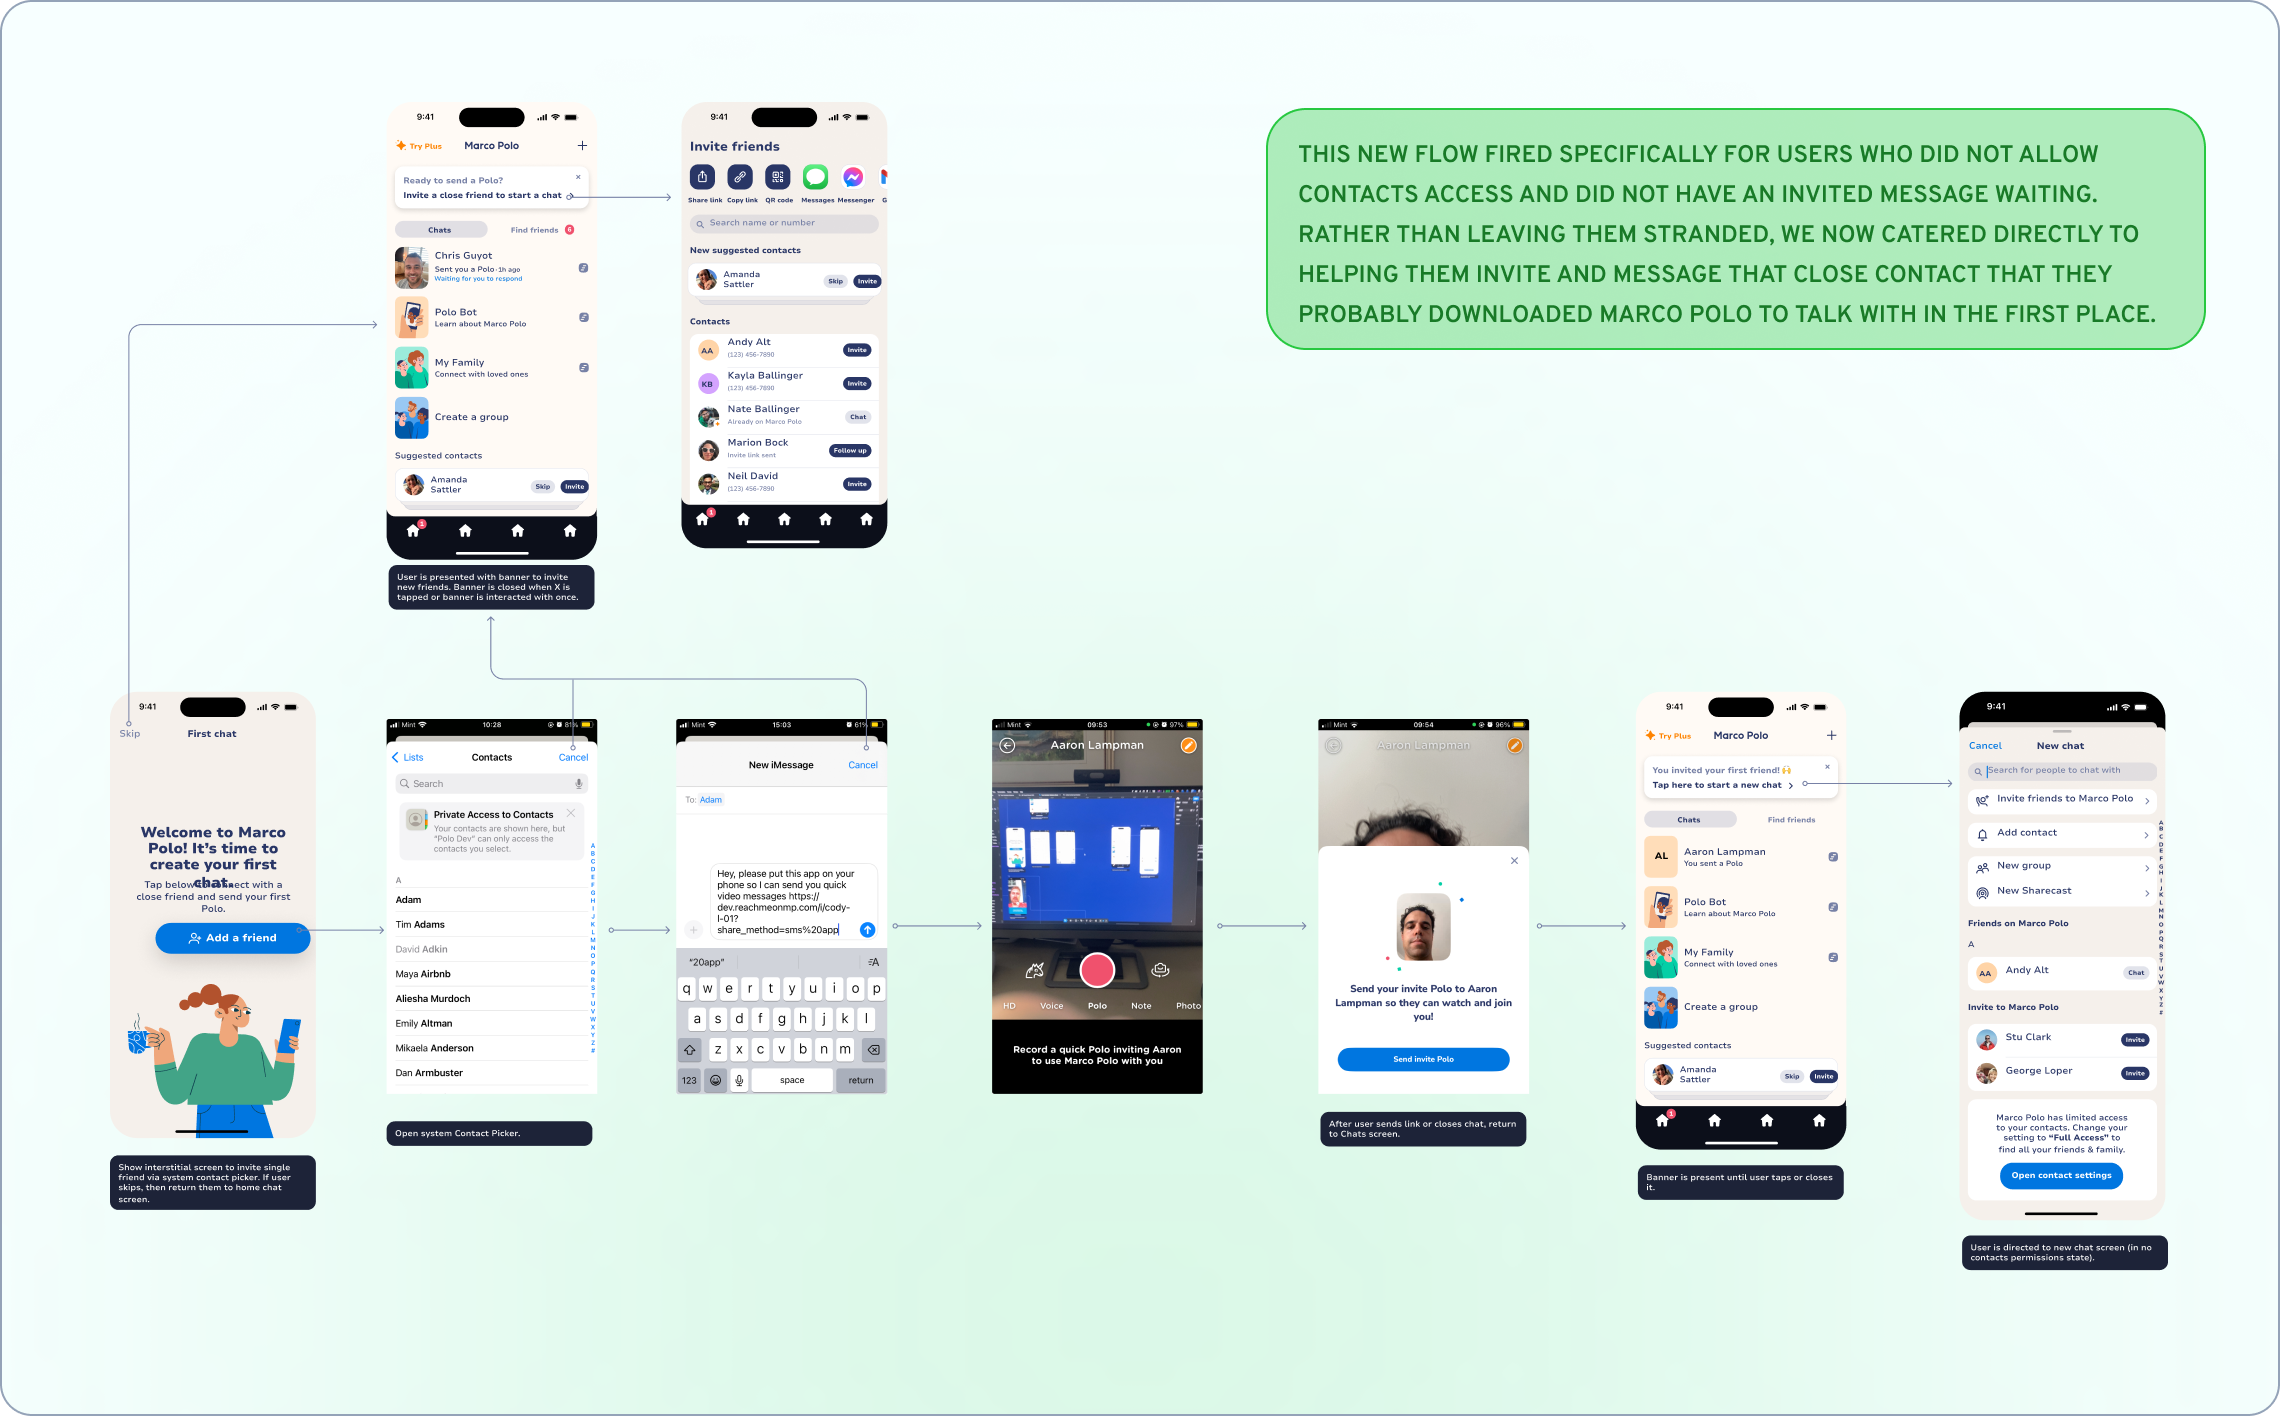 9:41
Try Plus
Marco Polo
Ready to send a Polo?
Invite a close friend to start a chat
Chats
Find friends
6
Chris Guyot
Sent you a Polo · 1h ago
Waiting for you to respond
Polo Bot
Learn about Marco Polo
My Family
Connect with loved ones
Create a group
Suggested contacts
Amanda
Sattler
Skip
Invite
1
User is presented with banner to invite
new friends. Banner is closed when X is
tapped or banner is interacted with once.
9:41
Invite friends
Share link
Copy link
QR code
Messages
Messenger
G
Search name or number
New suggested contacts
Amanda
Sattler
Skip
Invite
Contacts
AA
Andy Alt
(123) 456-7890
Invite
KB
Kayla Ballinger
(123) 456-7890
Invite
Nate Ballinger
Already on Marco Polo
Chat
Marion Bock
Invite link sent
Follow up
Neil David
(123) 456-7890
Invite
1
THIS NEW FLOW FIRED SPECIFICALLY FOR USERS WHO DID NOT ALLOW
CONTACTS ACCESS AND DID NOT HAVE AN INVITED MESSAGE WAITING.
RATHER THAN LEAVING THEM STRANDED, WE NOW CATERED DIRECTLY TO
HELPING THEM INVITE AND MESSAGE THAT CLOSE CONTACT THAT THEY
PROBABLY DOWNLOADED MARCO POLO TO TALK WITH IN THE FIRST PLACE.
9:41
Skip
First chat
Welcome to Marco
Polo! It's time to
create your first
chat.
Tap below to connect with a
close friend and send your first
Polo.
Add a friend
Show interstitial screen to invite single
friend via system contact picker. If user
skips, then return them to home chat
screen.
Mint
10:28
81%
Lists
Contacts
Cancel
Search
Private Access to Contacts
Your contacts are shown here, but
"Polo Dev" can only access the
contacts you select.
A
Adam
Tim Adams
David Adkin
Maya Airbnb
Aliesha Murdoch
Emily Altman
Mikaela Anderson
Dan Armbuster
A
B
C
D
E
F
G
H
I
J
K
L
M
N
O
P
Q
R
S
T
U
V
W
X
Y
Z
#
Open system Contact Picker.
Mint
15:03
61%
New iMessage
Cancel
To: Adam
Hey, please put this app on your
phone so I can send you quick
video messages https://
dev.reachmeonmp.com/i/cody-
l-01?
share_method=sms%20app
"20app"
q w e r t y u i o p
a s d f g h j k l
z x c v b n m
123
space
return
Mint
09:53
97%
Aaron Lampman
HD
Voice
Polo
Note
Photo
Record a quick Polo inviting Aaron
to use Marco Polo with you
Mint
09:54
96%
Aaron Lampman
Send your invite Polo to Aaron
Lampman so they can watch and join
you!
Send invite Polo
After user sends link or closes chat, return
to Chats screen.
9:41
Try Plus
Marco Polo
You invited your first friend! 🙌
Tap here to start a new chat
Chats
Find friends
AL
Aaron Lampman
You sent a Polo
Polo Bot
Learn about Marco Polo
My Family
Connect with loved ones
Create a group
Suggested contacts
Amanda
Sattler
Skip
Invite
1
Banner is present until user taps or closes
it.
9:41
Cancel
New chat
Search for people to chat with
Invite friends to Marco Polo
Add contact
New group
New Sharecast
Friends on Marco Polo
A
AA
Andy Alt
Chat
Invite to Marco Polo
Stu Clark
Invite
George Loper
Invite
A
B
C
D
E
F
G
H
I
J
K
L
M
N
O
P
Q
R
S
T
U
V
W
X
Y
Z
#
Marco Polo has limited access
to your contacts. Change your
setting to "Full Access" to
find all your friends & family.
Open contact settings
User is directed to new chat screen (in no
contacts permissions state).